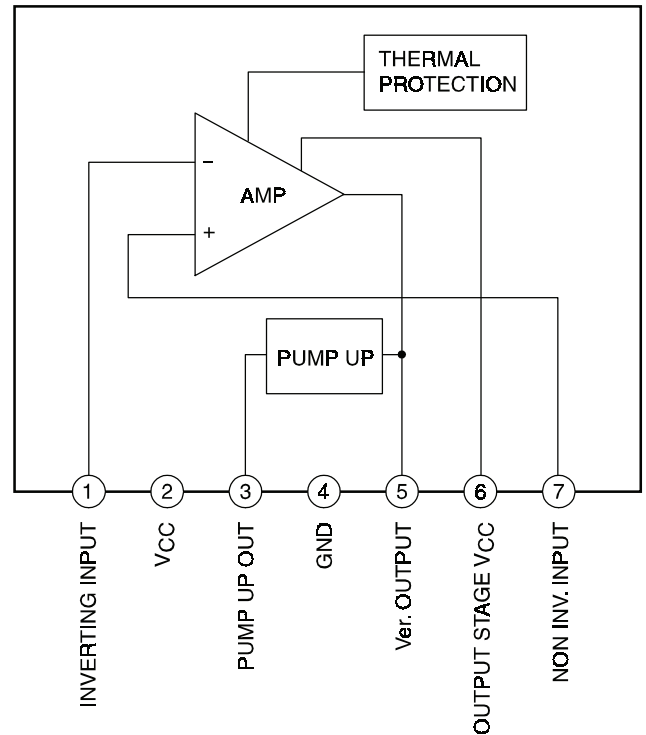 THERMAL
PROTECTION
−
AMP
+
PUMP UP
1 2 3 4 5 6 7
INVERTING INPUT
VCC
PUMP UP OUT
GND
Ver. OUTPUT
OUTPUT STAGE VCC
NON INV. INPUT